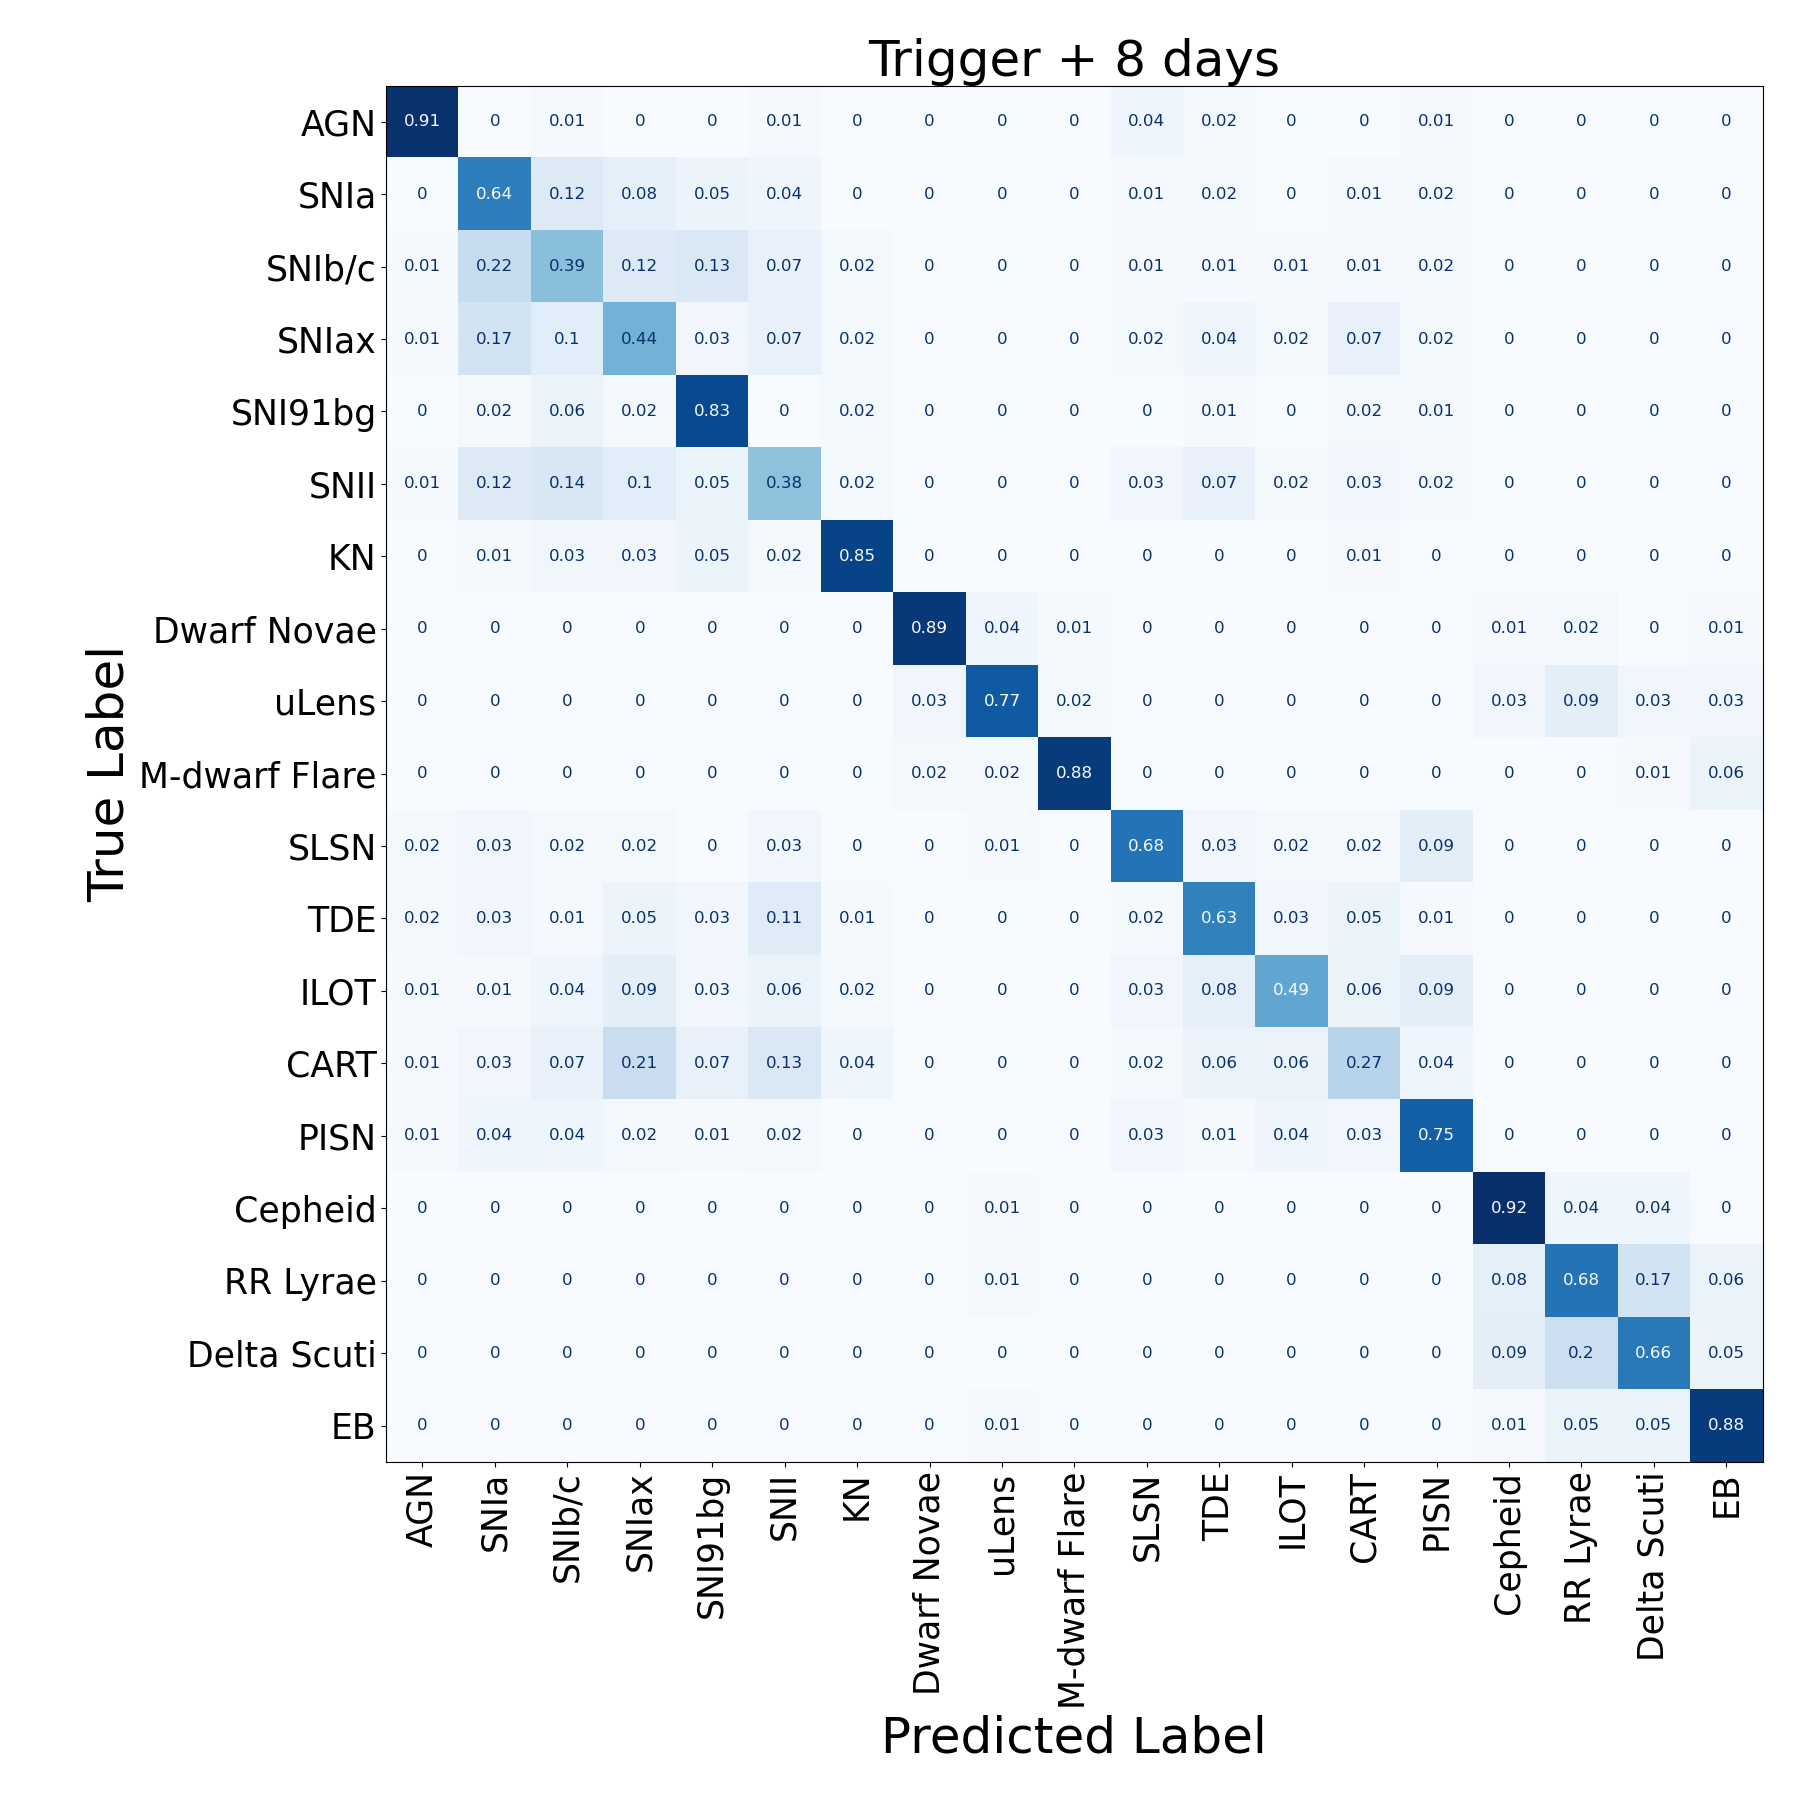 Trigger + 8 days
True Label
AGN 0.91 0 0.01 0 0 0.01 0 0 0 0 0.04 0.02 0 0 0.01 0 0 0 0
SNIa 0 0.64 0.12 0.08 0.05 0.04 0 0 0 0 0.01 0.02 0 0.01 0.02 0 0 0 0
SNIb/c 0.01 0.22 0.39 0.12 0.13 0.07 0.02 0 0 0 0.01 0.01 0.01 0.01 0.02 0 0 0 0
SNIax 0.01 0.17 0.1 0.44 0.03 0.07 0.02 0 0 0 0.02 0.04 0.02 0.07 0.02 0 0 0 0
SNI91bg 0 0.02 0.06 0.02 0.83 0 0.02 0 0 0 0 0.01 0 0.02 0.01 0 0 0 0
SNII 0.01 0.12 0.14 0.1 0.05 0.38 0.02 0 0 0 0.03 0.07 0.02 0.03 0.02 0 0 0 0
KN 0 0.01 0.03 0.03 0.05 0.02 0.85 0 0 0 0 0 0 0.01 0 0 0 0 0
Dwarf Novae 0 0 0 0 0 0 0 0.89 0.04 0.01 0 0 0 0 0 0.01 0.02 0 0.01
uLens 0 0 0 0 0 0 0 0.03 0.77 0.02 0 0 0 0 0 0.03 0.09 0.03 0.03
M-dwarf Flare 0 0 0 0 0 0 0 0.02 0.02 0.88 0 0 0 0 0 0 0 0.01 0.06
SLSN 0.02 0.03 0.02 0.02 0 0.03 0 0 0.01 0 0.68 0.03 0.02 0.02 0.09 0 0 0 0
TDE 0.02 0.03 0.01 0.05 0.03 0.11 0.01 0 0 0 0.02 0.63 0.03 0.05 0.01 0 0 0 0
ILOT 0.01 0.01 0.04 0.09 0.03 0.06 0.02 0 0 0 0.03 0.08 0.49 0.06 0.09 0 0 0 0
CART 0.01 0.03 0.07 0.21 0.07 0.13 0.04 0 0 0 0.02 0.06 0.06 0.27 0.04 0 0 0 0
PISN 0.01 0.04 0.04 0.02 0.01 0.02 0 0 0 0 0.03 0.01 0.04 0.03 0.75 0 0 0 0
Cepheid 0 0 0 0 0 0 0 0 0.01 0 0 0 0 0 0 0.92 0.04 0.04 0
RR Lyrae 0 0 0 0 0 0 0 0 0.01 0 0 0 0 0 0 0.08 0.68 0.17 0.06
Delta Scuti 0 0 0 0 0 0 0 0 0 0 0 0 0 0 0 0.09 0.2 0.66 0.05
EB 0 0 0 0 0 0 0 0 0.01 0 0 0 0 0 0 0.01 0.05 0.05 0.88
AGN SNIa SNIb/c SNIax SNI91bg SNII KN Dwarf Novae uLens M-dwarf Flare SLSN TDE ILOT CART PISN Cepheid RR Lyrae Delta Scuti EB
Predicted Label